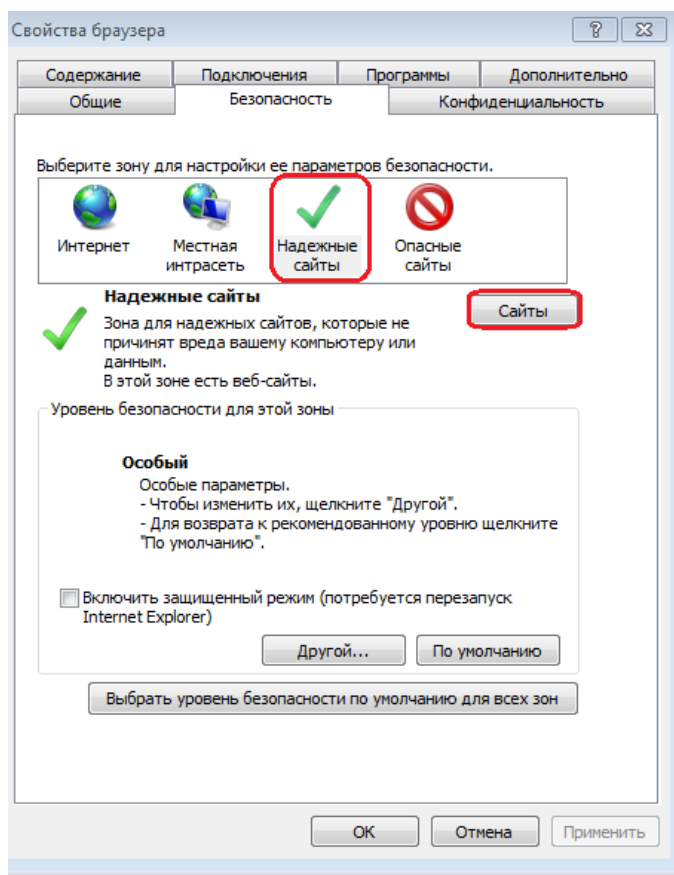 Свойства браузера
Содержание Подключения Программы Дополнительно
Общие Безопасность Конфиденциальность
Выберите зону для настройки ее параметров безопасности.
Интернет
Местная
интрасеть
Надежные
сайты
Опасные
сайты
Надежные сайты
Сайты
Зона для надежных сайтов, которые не
причинят вреда вашему компьютеру или
данным.
В этой зоне есть веб-сайты.
Уровень безопасности для этой зоны
Особый
Особые параметры.
- Чтобы изменить их, щелкните "Другой".
- Для возврата к рекомендованному уровню щелкните
"По умолчанию".
Включить защищенный режим (потребуется перезапуск
Internet Explorer)
Другой... По умолчанию
Выбрать уровень безопасности по умолчанию для всех зон
ОК Отмена Применить